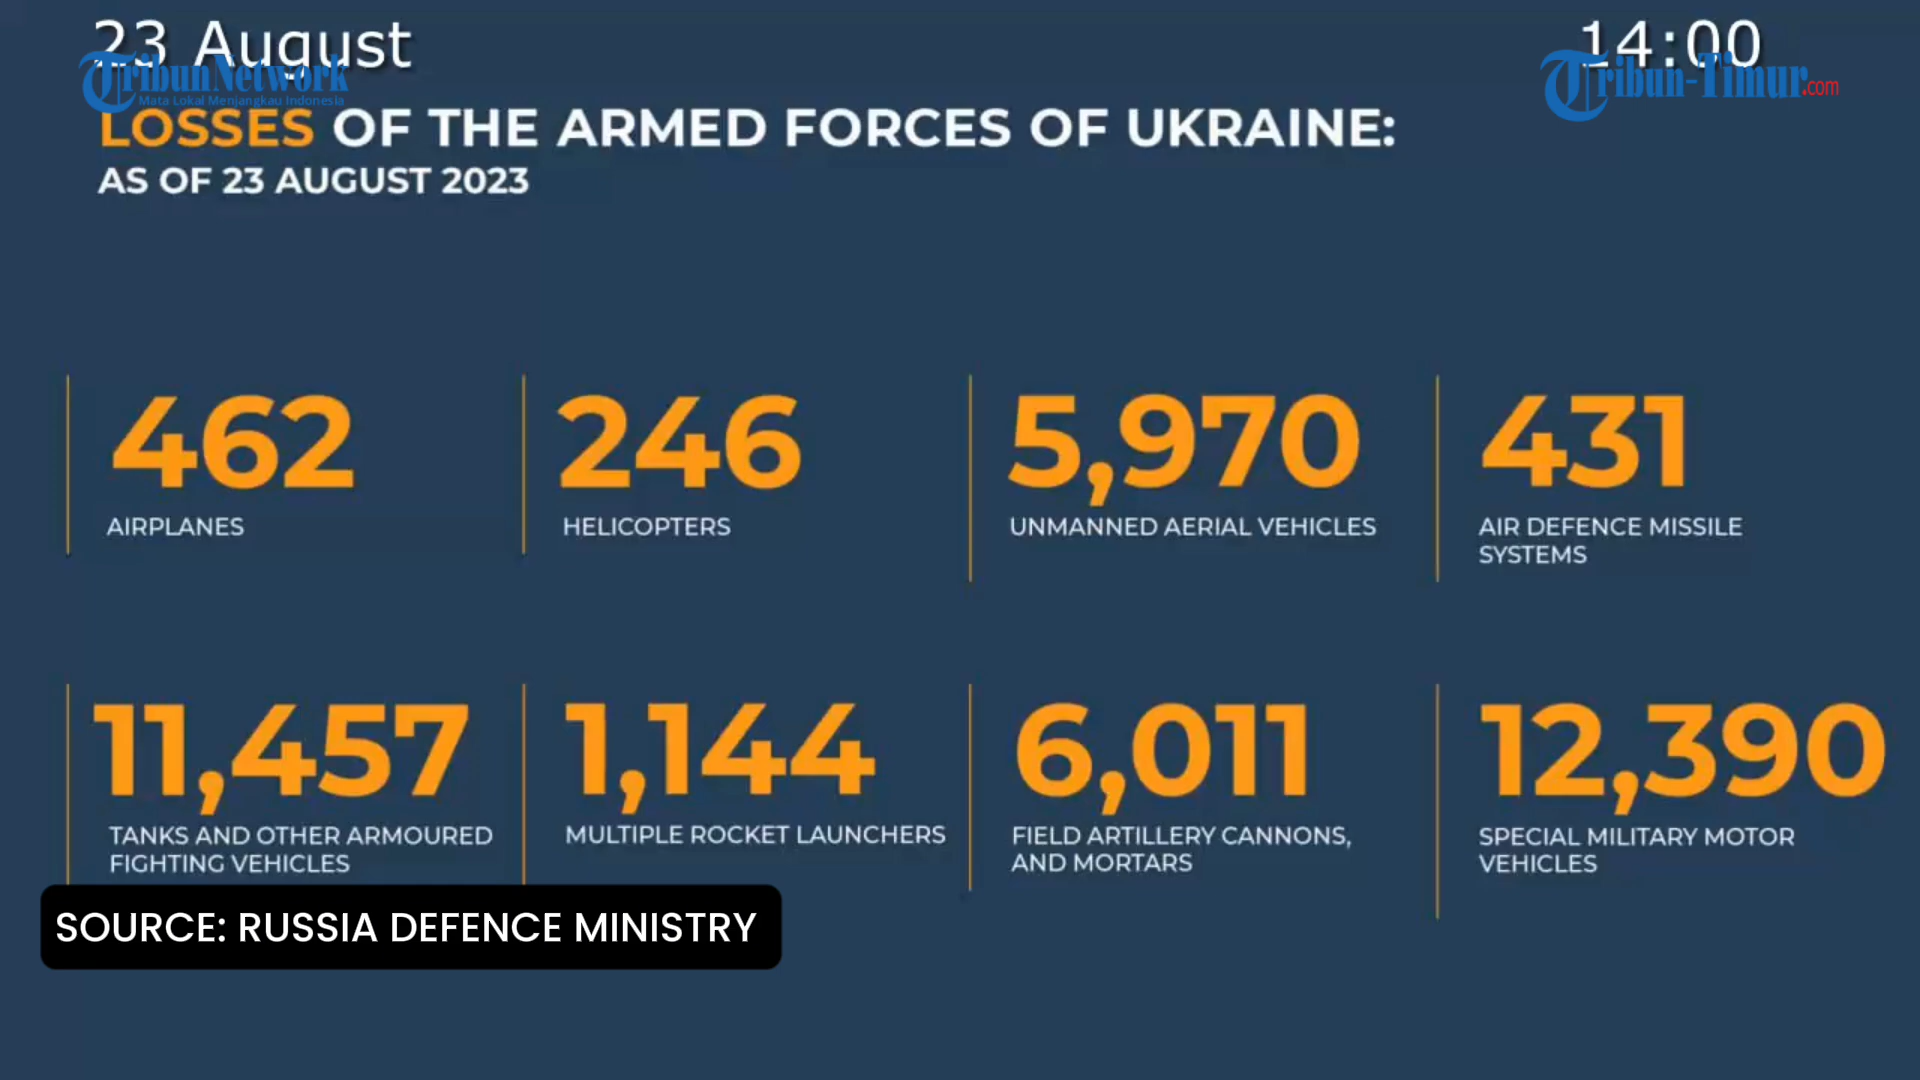 23 August
14:00
TribunNetwork
Mata Lokal Menjangkau Indonesia
Tribun-Timur.com
LOSSES OF THE ARMED FORCES OF UKRAINE:
AS OF 23 AUGUST 2023
462
AIRPLANES
246
HELICOPTERS
5,970
UNMANNED AERIAL VEHICLES
431
AIR DEFENCE MISSILE
SYSTEMS
11,457
TANKS AND OTHER ARMOURED
FIGHTING VEHICLES
1,144
MULTIPLE ROCKET LAUNCHERS
6,011
FIELD ARTILLERY CANNONS,
AND MORTARS
12,390
SPECIAL MILITARY MOTOR
VEHICLES
SOURCE: RUSSIA DEFENCE MINISTRY